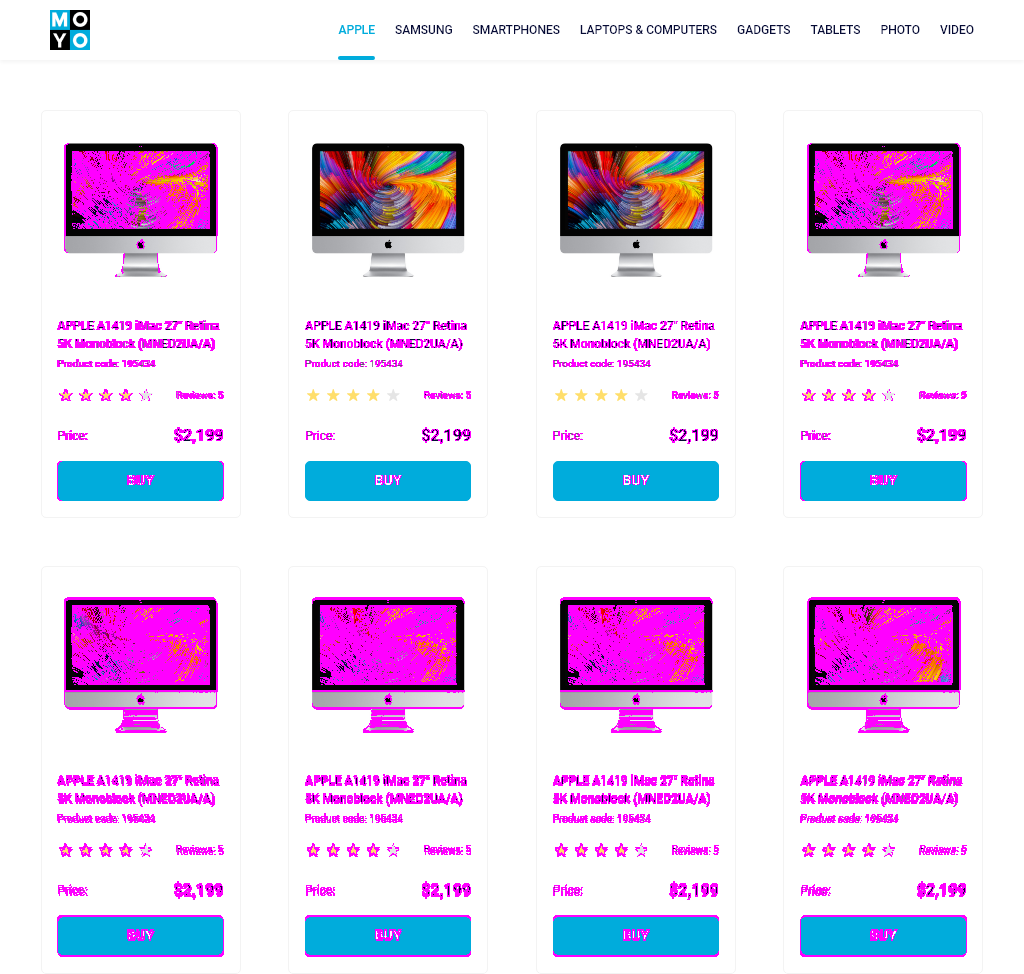 MO
YO
APPLE SAMSUNG SMARTPHONES LAPTOPS & COMPUTERS GADGETS TABLETS PHOTO VIDEO
APPLE A1419 iMac 27" Retina
5K Monoblock (MNED2UA/A)
Product code: 195434
Reviews: 5
Price: $2,199
BUY
APPLE A1419 iMac 27" Retina
5K Monoblock (MNED2UA/A)
Product code: 195434
Reviews: 5
Price: $2,199
BUY
APPLE A1419 iMac 27" Retina
5K Monoblock (MNED2UA/A)
Product code: 195434
Reviews: 5
Price: $2,199
BUY
APPLE A1419 iMac 27" Retina
5K Monoblock (MNED2UA/A)
Product code: 195434
Reviews: 5
Price: $2,199
BUY
APPLE A1419 iMac 27" Retina
5K Monoblock (MNED2UA/A)
Product code: 195434
Reviews: 5
Price: $2,199
BUY
APPLE A1419 iMac 27" Retina
5K Monoblock (MNED2UA/A)
Product code: 195434
Reviews: 5
Price: $2,199
BUY
APPLE A1419 iMac 27" Retina
5K Monoblock (MNED2UA/A)
Product code: 195434
Reviews: 5
Price: $2,199
BUY
APPLE A1419 iMac 27" Retina
5K Monoblock (MNED2UA/A)
Product code: 195434
Reviews: 5
Price: $2,199
BUY